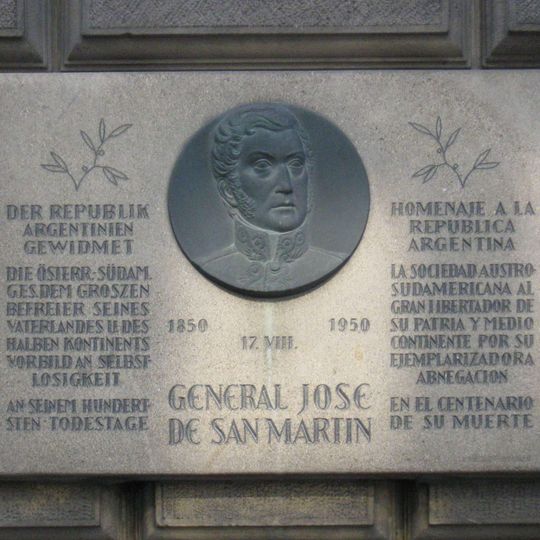 DER REPUBLIK
ARGENTINIEN
GEWIDMET
DIE ÖSTERR.-SÜDAM.
GES. DEM GROSZEN
BEFREIER SEINES
VATERLANDES U. DES
HALBEN KONTINENTS
VORBILD AN SELBST-
LOSIGKEIT
AN SEINEM HUNDERT-
STEN-TODESTAGE
1850 1950
17. VIII.
GENERAL JOSE
DE SAN MARTIN
HOMENAJE A LA
REPUBLICA
ARGENTINA
LA SOCIEDAD AUSTRO-
SUDAMERICANA AL
GRAN LIBERTADOR DE
SU PATRIA Y MEDIO
CONTINENTE POR SU
EJEMPLARIZADORA
ABNEGACION
EN EL CENTENARIO
DE SU MUERTE